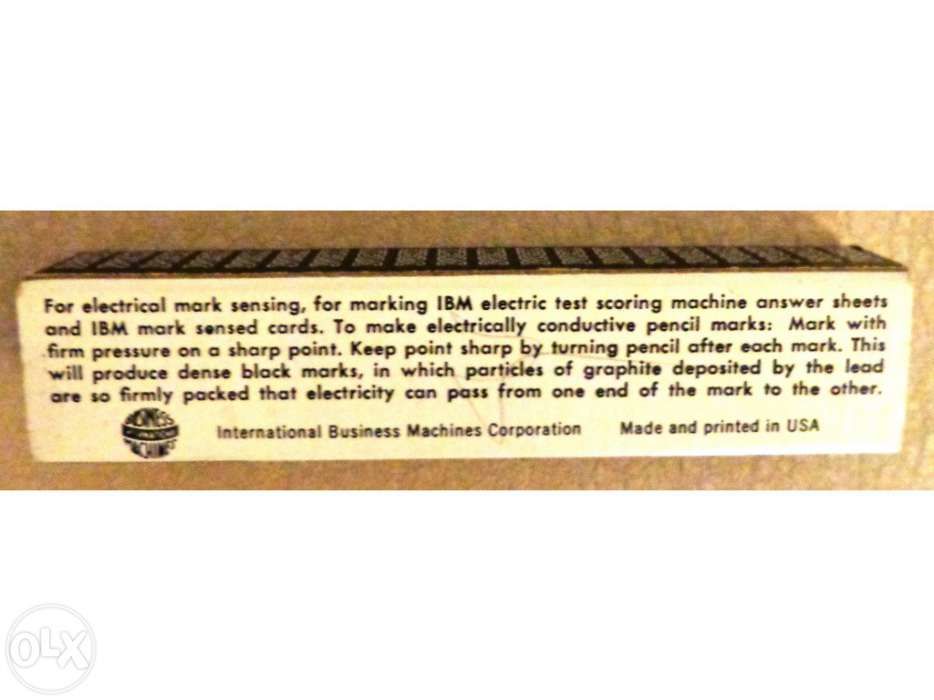 For electrical mark sensing, for marking IBM electric test scoring machine answer sheets
and IBM mark sensed cards. To make electrically conductive pencil marks: Mark with
firm pressure on a sharp point. Keep point sharp by turning pencil after each mark. This
will produce dense black marks, in which particles of graphite deposited by the lead
are so firmly packed that electricity can pass from one end of the mark to the other.
BUSINESS
INTERNATIONAL
MACHINES
International Business Machines Corporation Made and printed in USA
OLX